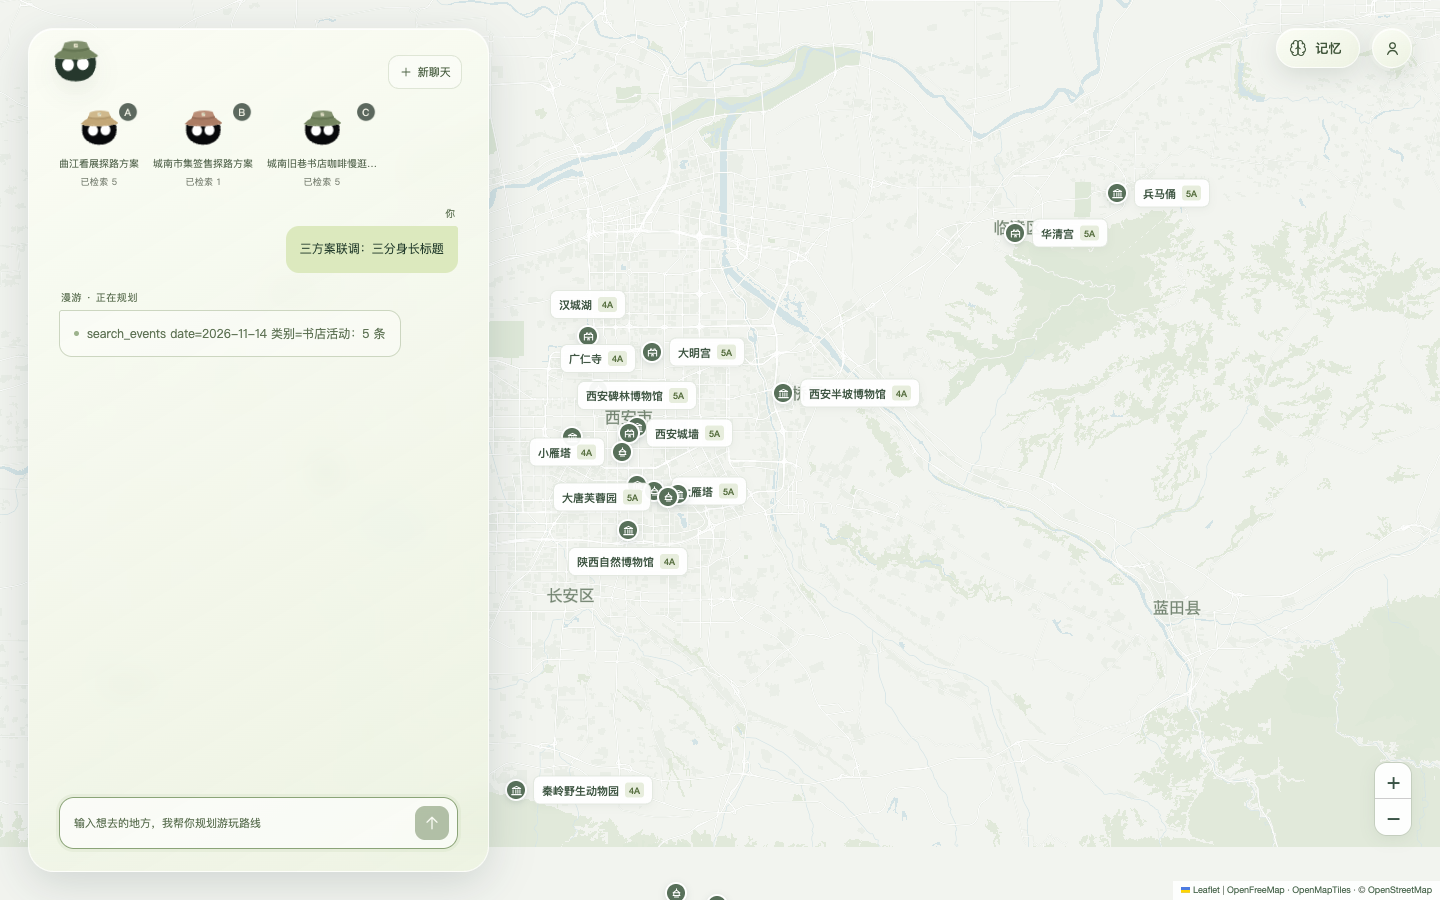 新聊天
A
B
C
曲江看展探路方案
城南市集签售探路方案
城南旧巷书店咖啡慢逛...
已检索 5
已检索 1
已检索 5
你
三方案联调：三分身长标题
漫游 · 正在规划
search_events date=2026-11-14 类别=书店活动：5 条
输入想去的地方，我帮你规划游玩路线
记忆
兵马俑 5A
临潼区
华清宫 5A
汉城湖 4A
广仁寺 4A
大明宫 5A
西安碑林博物馆 5A
西安半坡博物馆 4A
西安市
西安城墙 5A
小雁塔 4A
大唐芙蓉园 5A
雁塔 5A
陕西自然博物馆 4A
长安区
蓝田县
秦岭野生动物园 4A
+
−
Leaflet | OpenFreeMap · OpenMapTiles · © OpenStreetMap